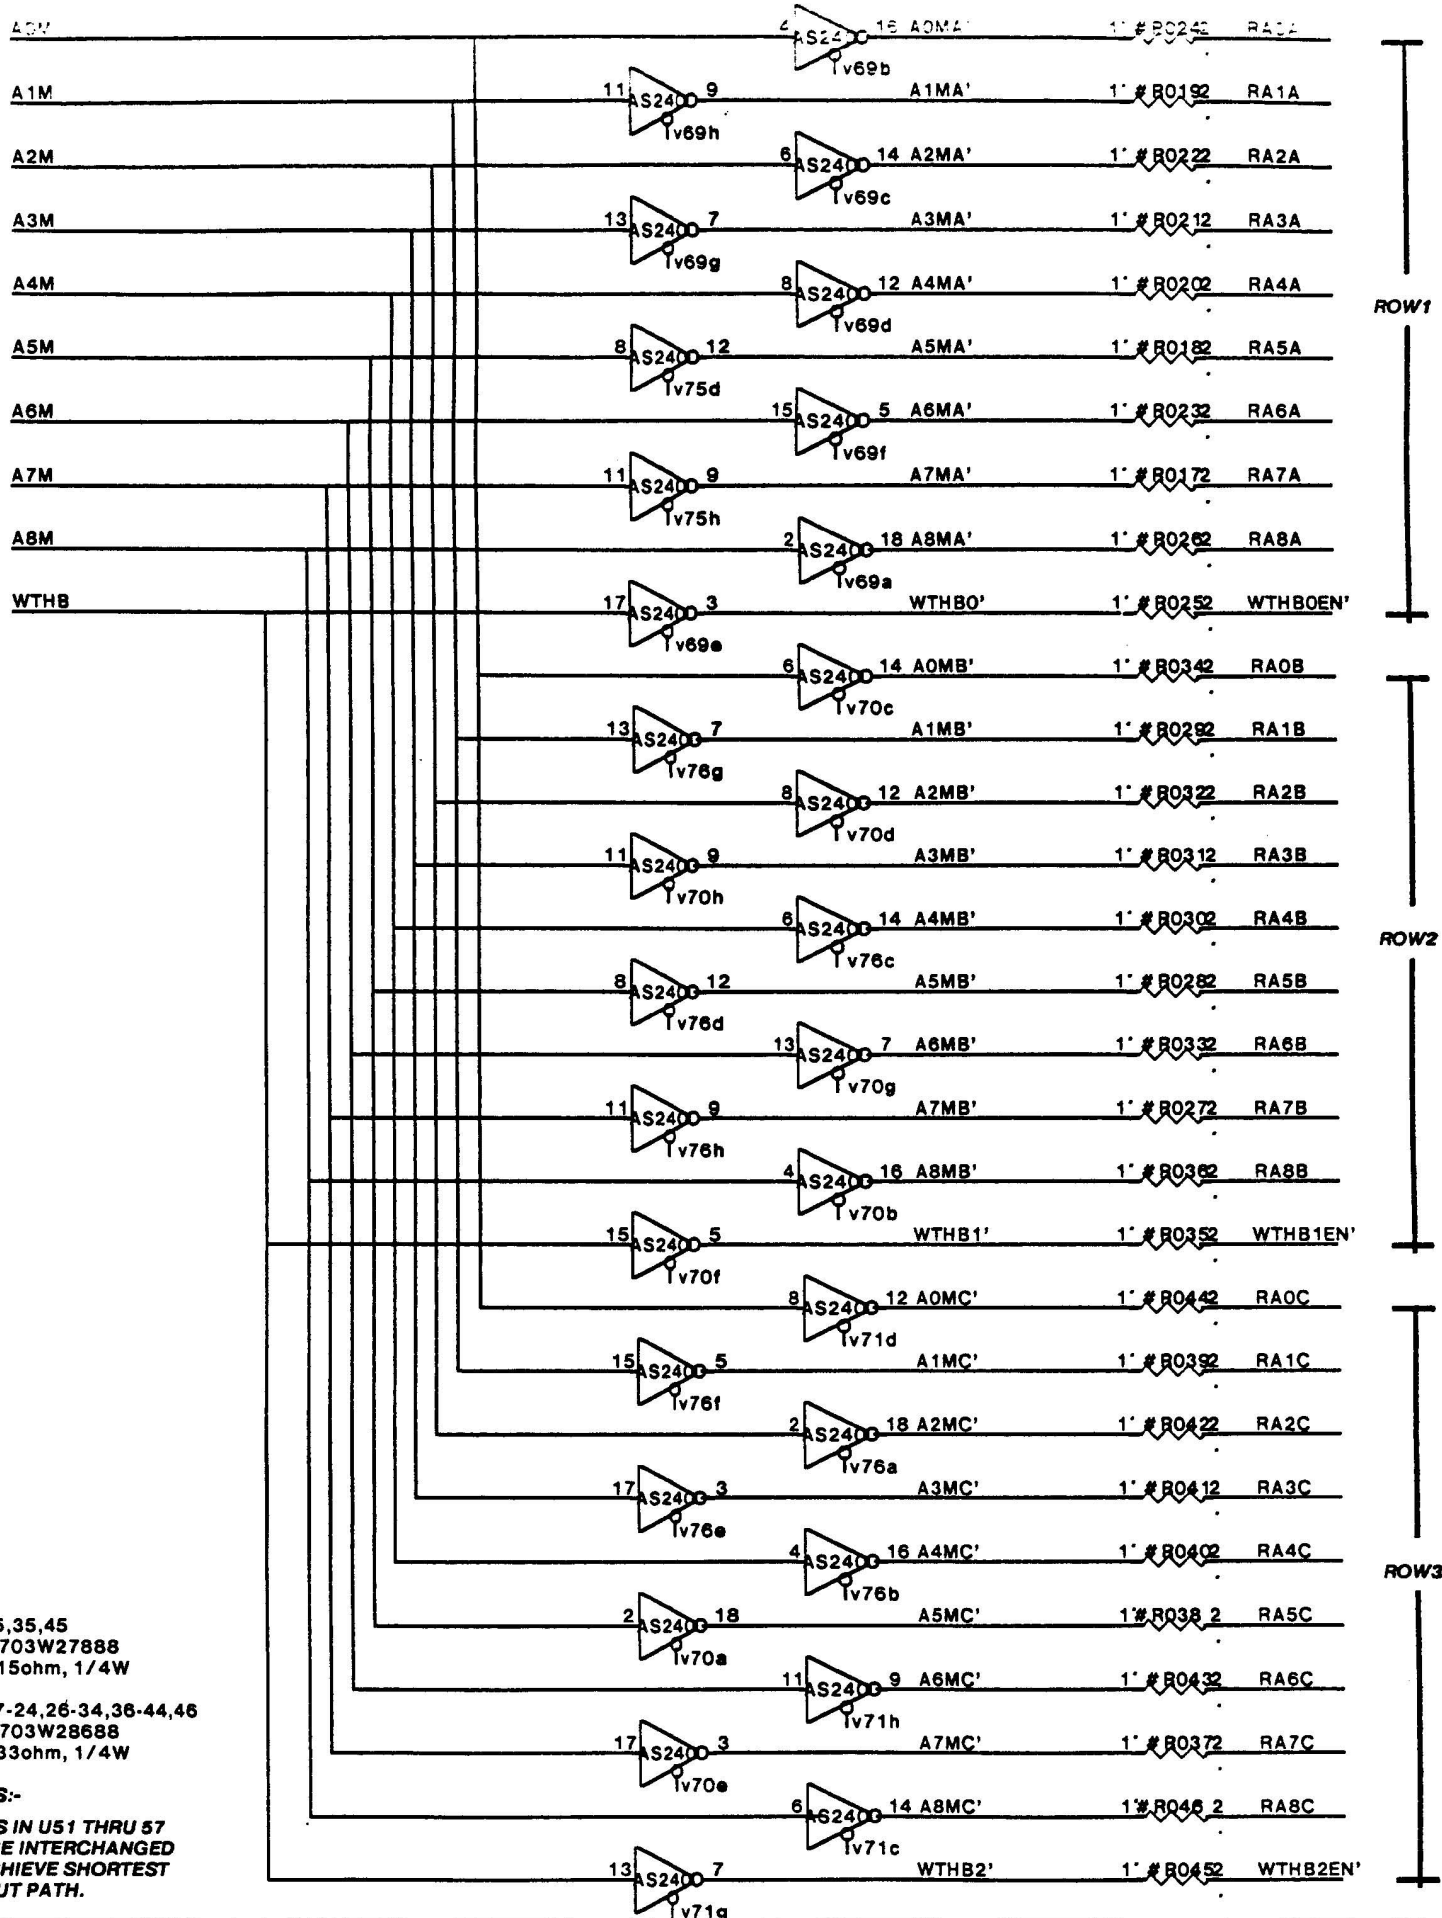 A0M 4 AS240 16 A0MA' 1 # R024 2 RA0A
v69b
A1M 11 AS240 9 A1MA' 1 # R019 2 RA1A
v69h
A2M 6 AS240 14 A2MA' 1 # R022 2 RA2A
v69c
A3M 13 AS240 7 A3MA' 1 # R021 2 RA3A
v69g
A4M 8 AS240 12 A4MA' 1 # R020 2 RA4A
v69d
ROW1
A5M 8 AS240 12 A5MA' 1 # R018 2 RA5A
v75d
A6M 15 AS240 5 A6MA' 1 # R023 2 RA6A
v69f
A7M 11 AS240 9 A7MA' 1 # R017 2 RA7A
v75h
A8M 2 AS240 18 A8MA' 1 # R026 2 RA8A
v69a
WTHB 17 AS240 3 WTHB0' 1 # R025 2 WTHB0EN'
v69e
6 AS240 14 A0MB' 1 # R034 2 RA0B
v70c
13 AS240 7 A1MB' 1 # R029 2 RA1B
v76g
8 AS240 12 A2MB' 1 # R032 2 RA2B
v70d
11 AS240 9 A3MB' 1 # R031 2 RA3B
v70h
6 AS240 14 A4MB' 1 # R030 2 RA4B
ROW2
v76c
8 AS240 12 A5MB' 1 # R028 2 RA5B
v76d
13 AS240 7 A6MB' 1 # R033 2 RA6B
v70g
11 AS240 9 A7MB' 1 # R027 2 RA7B
v76h
4 AS240 16 A8MB' 1 # R036 2 RA8B
v70b
15 AS240 5 WTHB1' 1 # R035 2 WTHB1EN'
v70f
8 AS240 12 A0MC' 1 # R044 2 RA0C
v71d
15 AS240 5 A1MC' 1 # R039 2 RA1C
v76f
2 AS240 18 A2MC' 1 # R042 2 RA2C
v76a
17 AS240 3 A3MC' 1 # R041 2 RA3C
v76e
4 AS240 16 A4MC' 1 # R040 2 RA4C
ROW3
v76b
2 AS240 18 A5MC' 1 # R038 2 RA5C
v70a
11 AS240 9 A6MC' 1 # R043 2 RA6C
v71h
17 AS240 3 A7MC' 1 # R037 2 RA7C
v70e
6 AS240 14 A8MC' 1 # R046 2 RA8C
v71c
13 AS240 7 WTHB2' 1 # R045 2 WTHB2EN'
v71g
5,35,45
703W27888
15ohm, 1/4W
7-24,26-34,36-44,46
703W28688
33ohm, 1/4W
S:-
S IN U51 THRU 57
E INTERCHANGED
CHIEVE SHORTEST
UT PATH.